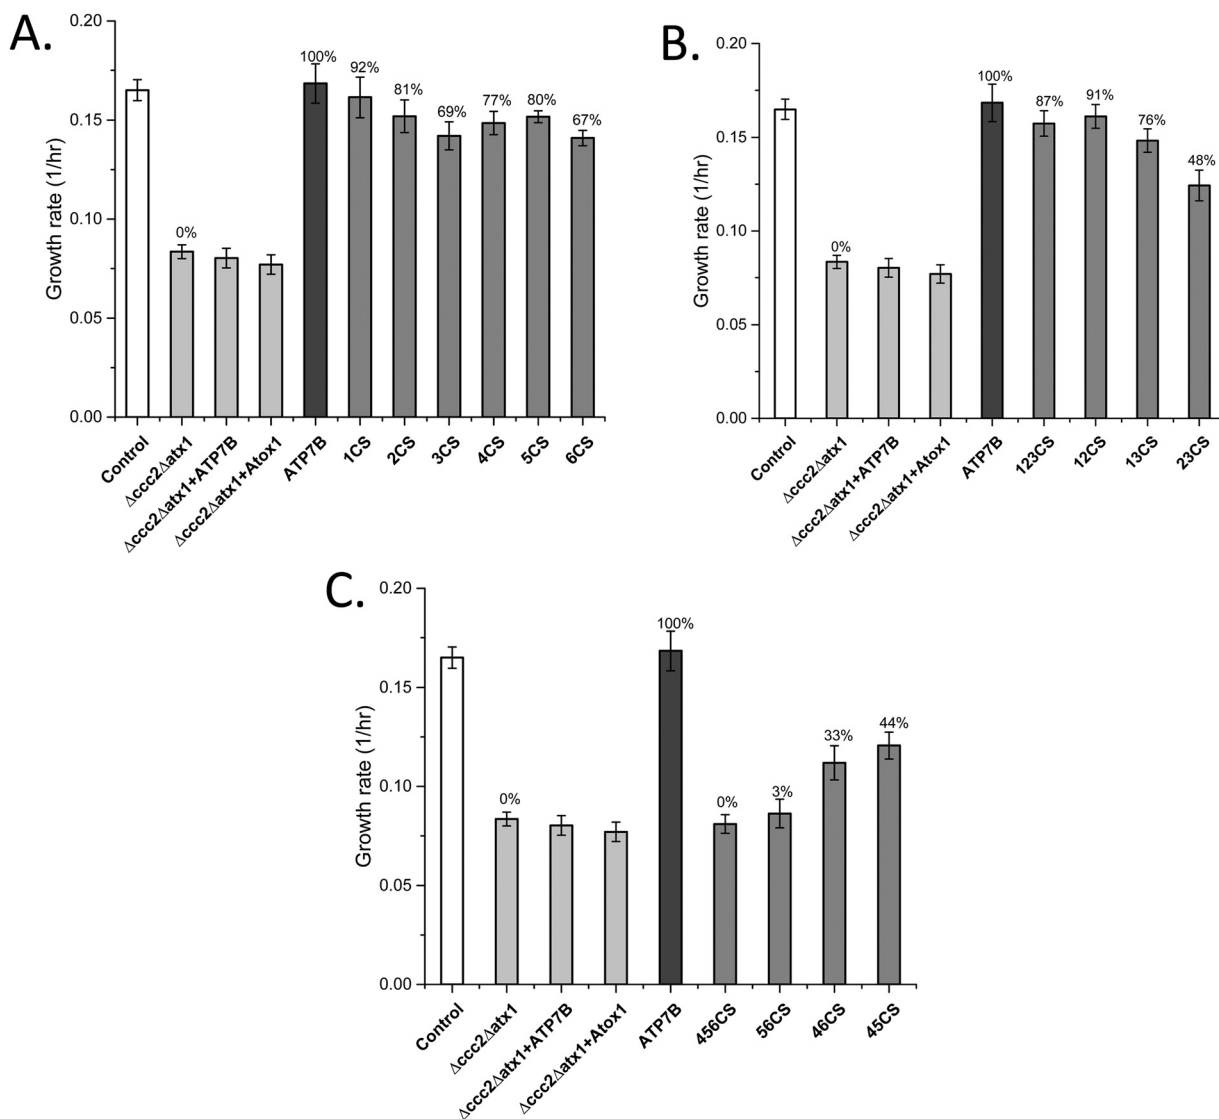 A.
0.20
0.15
0.10
0.05
0.00
Growth rate (1/hr)
0%
100%
92%
81%
69%
77%
80%
67%
Control
Δccc2Δatx1
Δccc2Δatx1+ATP7B
Δccc2Δatx1+Atox1
ATP7B
1CS
2CS
3CS
4CS
5CS
6CS
B.
0.20
0.15
0.10
0.05
0.00
Growth rate (1/hr)
0%
100%
87%
91%
76%
48%
Control
Δccc2Δatx1
Δccc2Δatx1+ATP7B
Δccc2Δatx1+Atox1
ATP7B
123CS
12CS
13CS
23CS
C.
0.20
0.15
0.10
0.05
0.00
Growth rate (1/hr)
0%
100%
0%
3%
33%
44%
Control
Δccc2Δatx1
Δccc2Δatx1+ATP7B
Δccc2Δatx1+Atox1
ATP7B
456CS
56CS
46CS
45CS